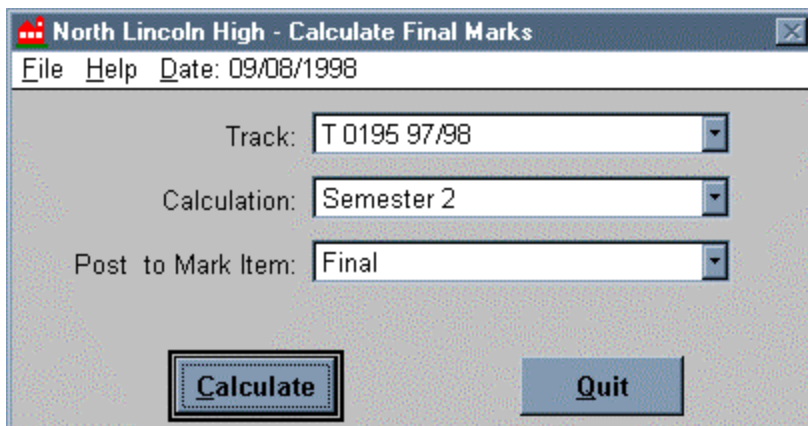 North Lincoln High - Calculate Final Marks
File Help Date: 09/08/1998
Track: T 0195 97/98
Calculation: Semester 2
Post to Mark Item: Final
Calculate Quit